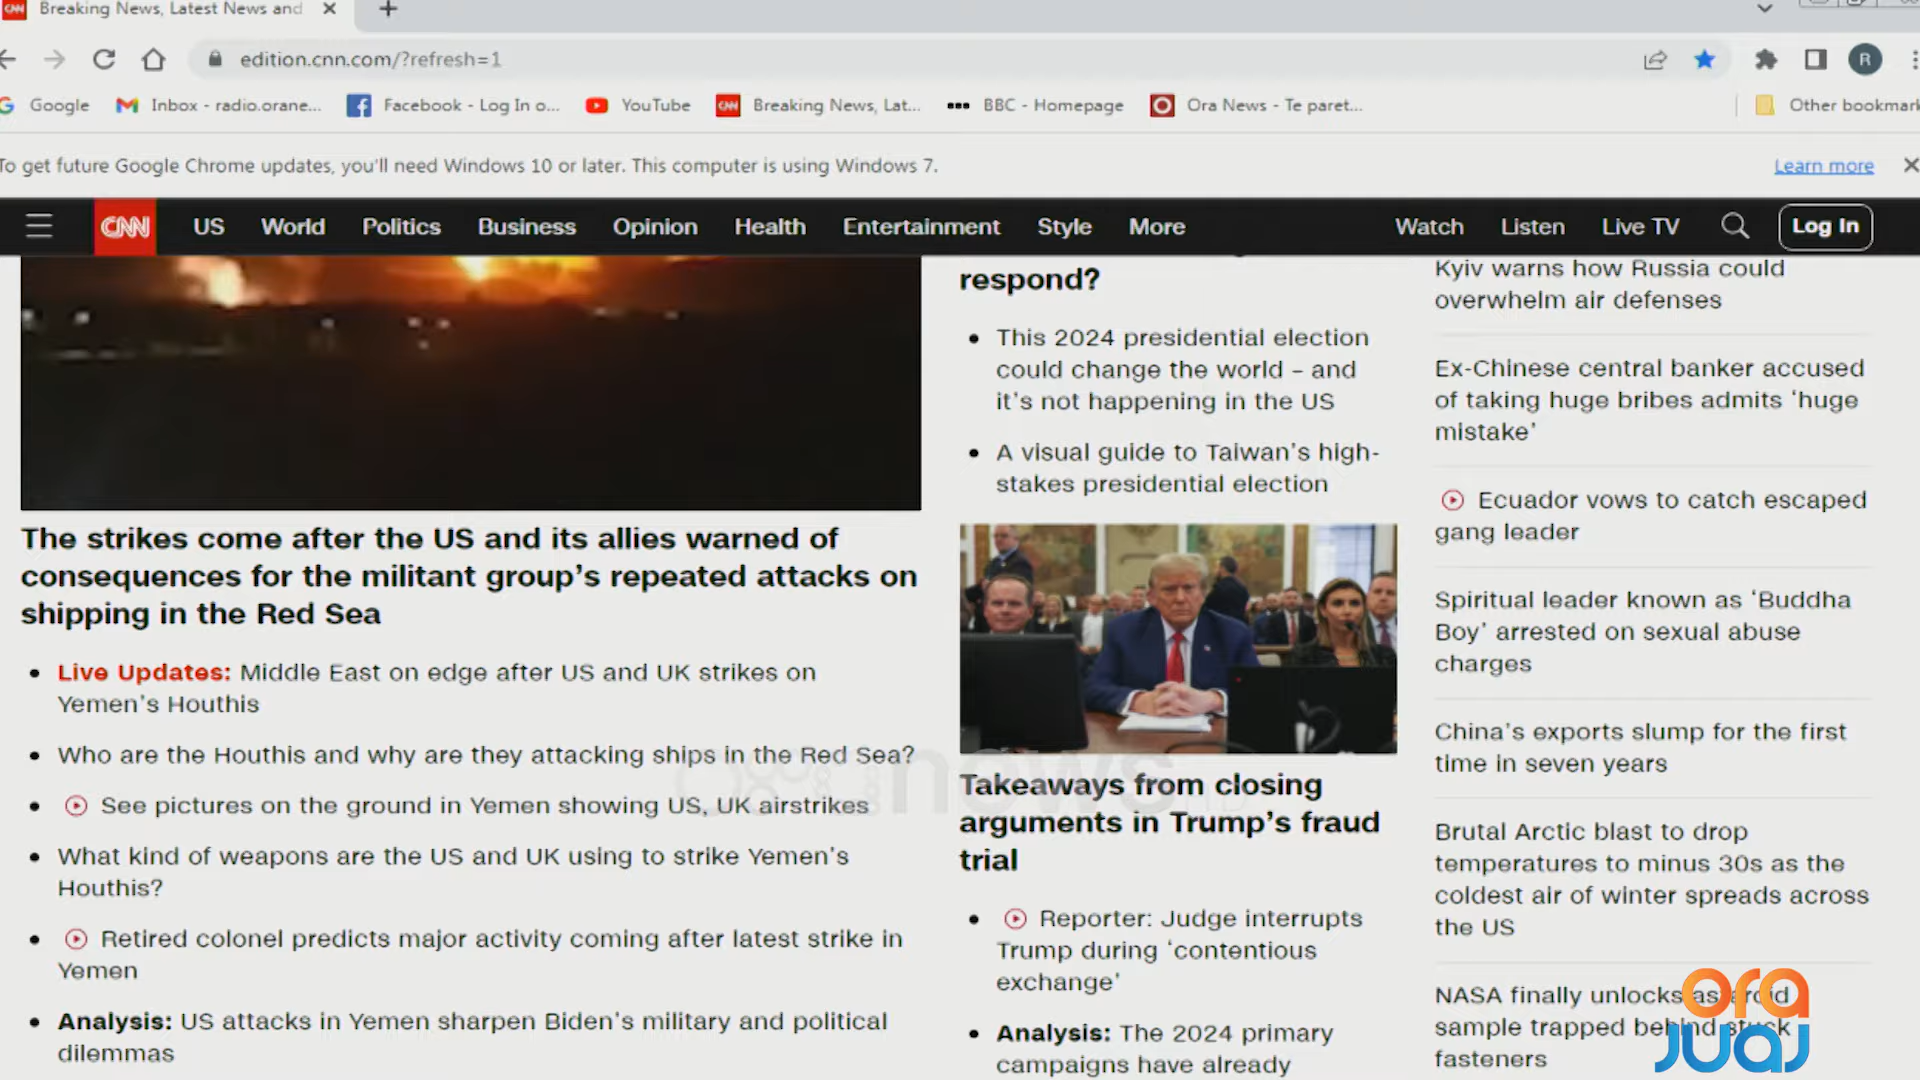 Breaking News, Latest News and
edition.cnn.com/?refresh=1
R
Google
Inbox - radio.orane...
Facebook - Log In o...
YouTube
CNN
Breaking News, Lat...
BBC - Homepage
Ora News - Te paret...
Other bookmark
To get future Google Chrome updates, you'll need Windows 10 or later. This computer is using Windows 7.
Learn more
CNN
US
World
Politics
Business
Opinion
Health
Entertainment
Style
More
Watch
Listen
Live TV
Log In
The strikes come after the US and its allies warned of
consequences for the militant group's repeated attacks on
shipping in the Red Sea
Live Updates: Middle East on edge after US and UK strikes on
Yemen's Houthis
Who are the Houthis and why are they attacking ships in the Red Sea?
See pictures on the ground in Yemen showing US, UK airstrikes
What kind of weapons are the US and UK using to strike Yemen's
Houthis?
Retired colonel predicts major activity coming after latest strike in
Yemen
Analysis: US attacks in Yemen sharpen Biden's military and political
dilemmas
respond?
This 2024 presidential election
could change the world – and
it's not happening in the US
A visual guide to Taiwan's high-
stakes presidential election
oranews
Takeaways from closing
arguments in Trump's fraud
trial
Reporter: Judge interrupts
Trump during ‘contentious
exchange’
Analysis: The 2024 primary
campaigns have already
Kyiv warns how Russia could
overwhelm air defenses
Ex-Chinese central banker accused
of taking huge bribes admits ‘huge
mistake’
Ecuador vows to catch escaped
gang leader
Spiritual leader known as ‘Buddha
Boy’ arrested on sexual abuse
charges
China's exports slump for the first
time in seven years
Brutal Arctic blast to drop
temperatures to minus 30s as the
coldest air of winter spreads across
the US
NASA finally unlocks asteroid
sample trapped behind stuck
fasteners
ora
JUAJ